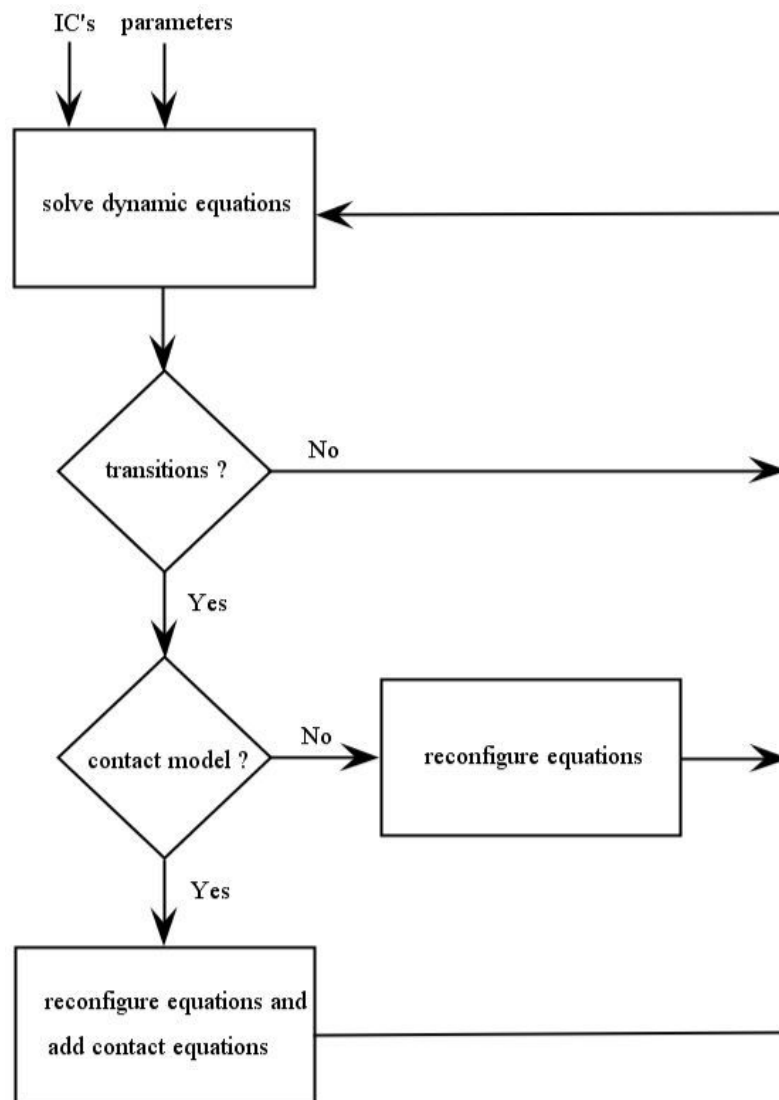 IC's parameters
solve dynamic equations
transitions ?
No
Yes
contact model ?
No
reconfigure equations
Yes
reconfigure equations and
add contact equations